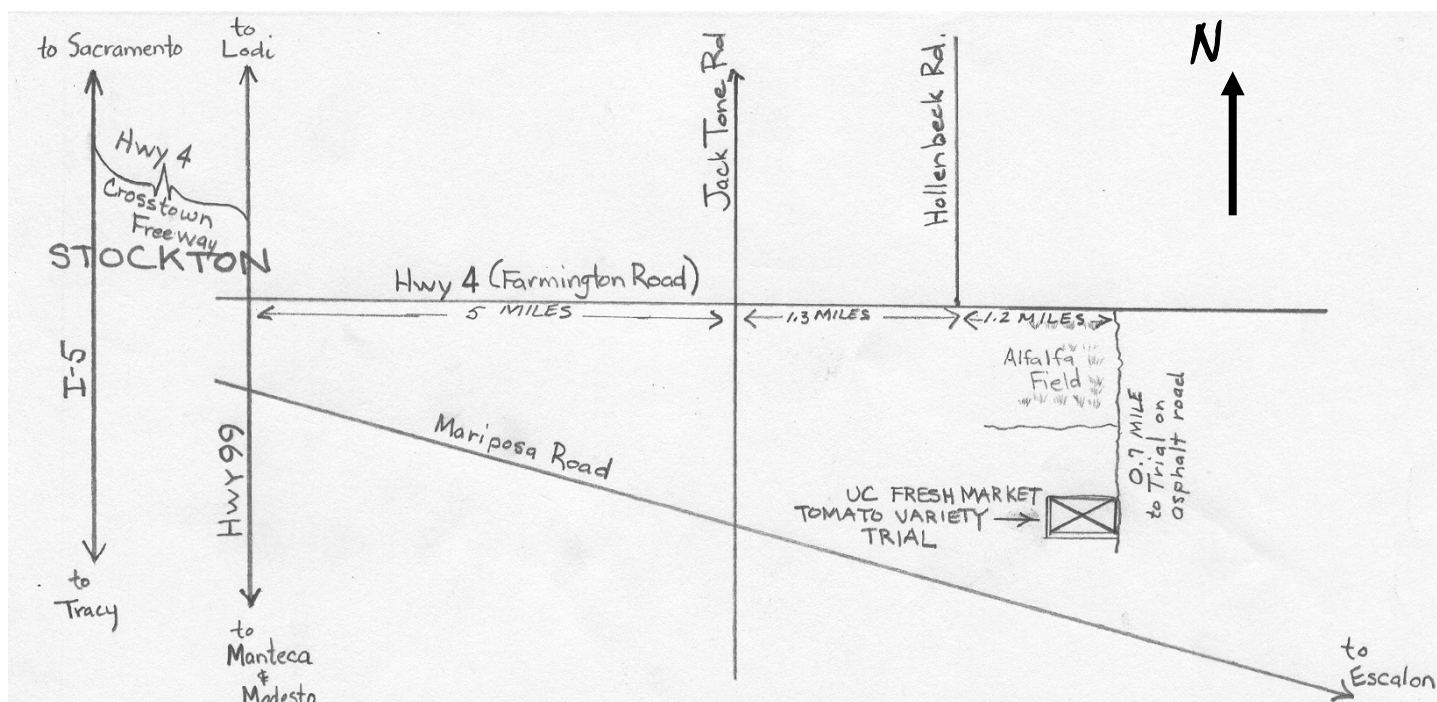 to Sacramento
to
Lodi
Hwy 4
Crosstown
Freeway
STOCKTON
I-5
to
Tracy
Hwy 99
to
Manteca
&
Modesto
Hwy 4 (Farmington Road)
5 MILES
Mariposa Road
Jack Tone Rd
1.3 MILES
Hollenbeck Rd.
1.2 MILES
N
Alfalfa
Field
0.7 MILE
to Trial on
asphalt road
UC FRESH MARKET
TOMATO VARIETY
TRIAL
to
Escalon